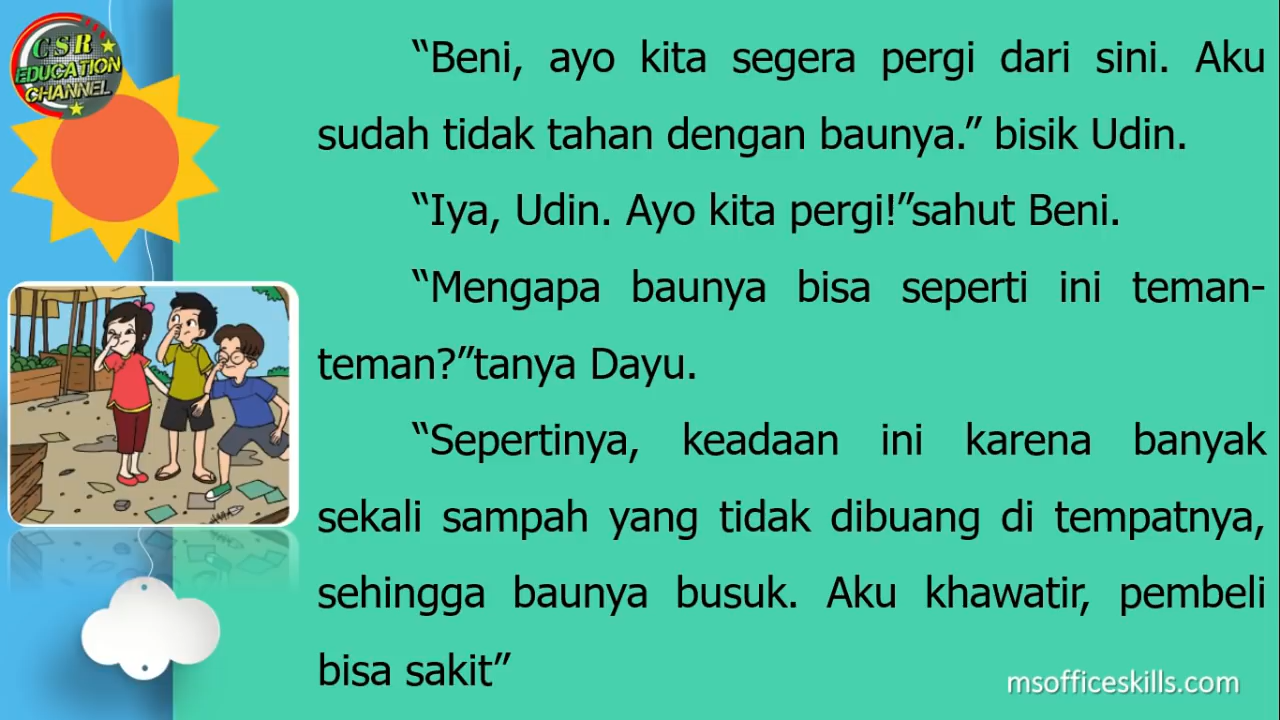 CSR
EDUCATION
CHANNEL
“Beni, ayo kita segera pergi dari sini. Aku
sudah tidak tahan dengan baunya.” bisik Udin.
“Iya, Udin. Ayo kita pergi!”sahut Beni.
“Mengapa baunya bisa seperti ini teman-
teman?”tanya Dayu.
“Sepertinya, keadaan ini karena banyak
sekali sampah yang tidak dibuang di tempatnya,
sehingga baunya busuk. Aku khawatir, pembeli
bisa sakit”
msofficeskills.com